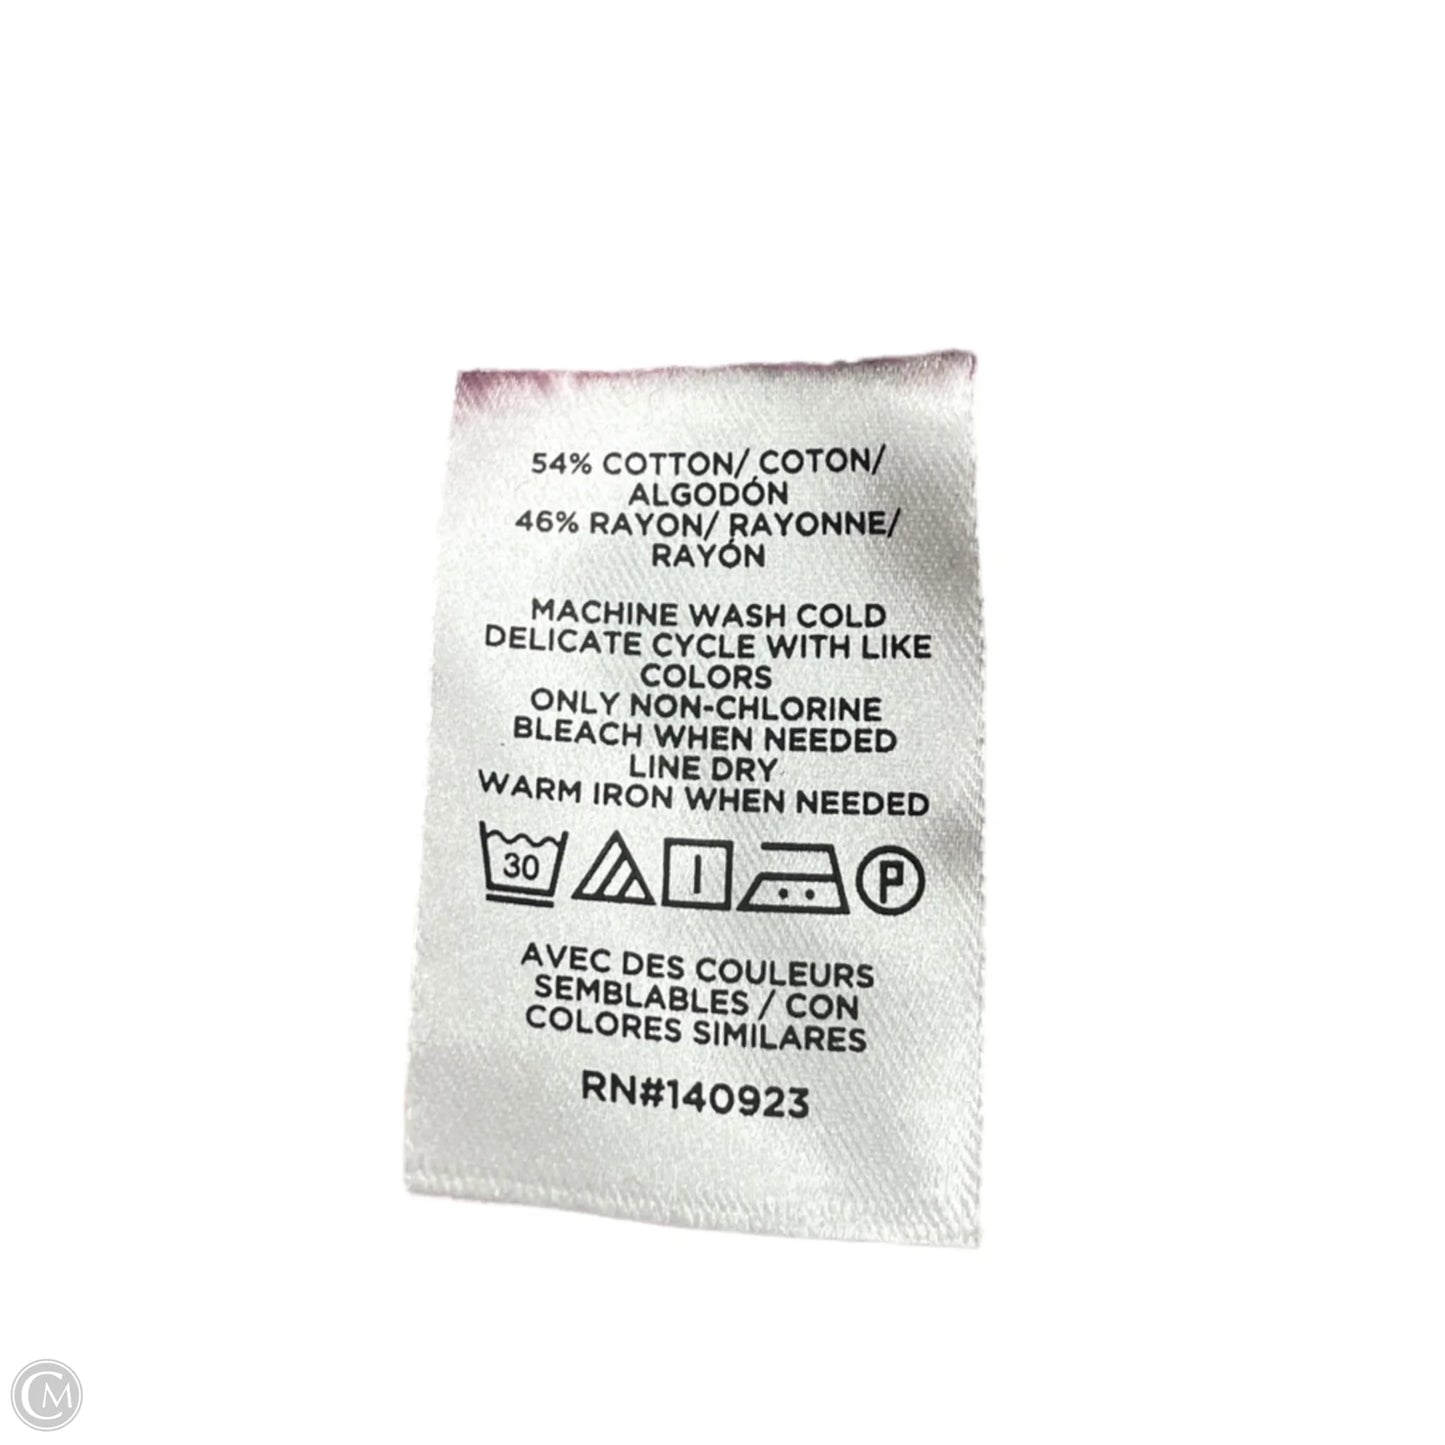 54% COTTON/ COTON/
ALGODÓN
46% RAYON/ RAYONNE/
RAYÓN
MACHINE WASH COLD
DELICATE CYCLE WITH LIKE
COLORS
ONLY NON-CHLORINE
BLEACH WHEN NEEDED
LINE DRY
WARM IRON WHEN NEEDED
30 P
AVEC DES COULEURS
SEMBLABLES / CON
COLORES SIMILARES
RN#140923
CM